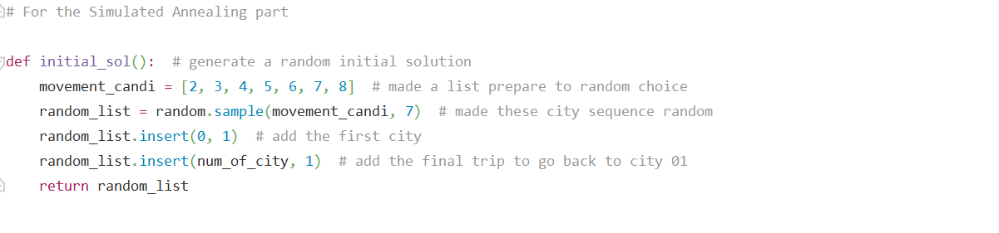 # For the Simulated Annealing part
def initial_sol():  # generate a random initial solution
    movement_candi = [2, 3, 4, 5, 6, 7, 8]  # made a list prepare to random choice
    random_list = random.sample(movement_candi, 7)  # made these city sequence random
    random_list.insert(0, 1)  # add the first city
    random_list.insert(num_of_city, 1)  # add the final trip to go back to city 01
    return random_list